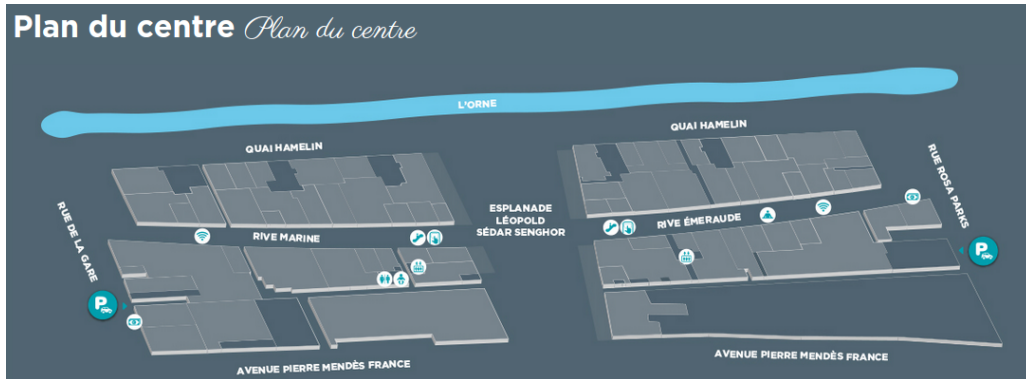 Plan du centre Plan du centre
L'ORNE
QUAI HAMELIN
QUAI HAMELIN
RUE ROSA PARKS
ESPLANADE
LÉOPOLD
SÉDAR SENGHOR
RIVE ÉMERAUDE
RIVE MARINE
RUE DE LA GARE
P
P
AVENUE PIERRE MENDÈS FRANCE
AVENUE PIERRE MENDÈS FRANCE